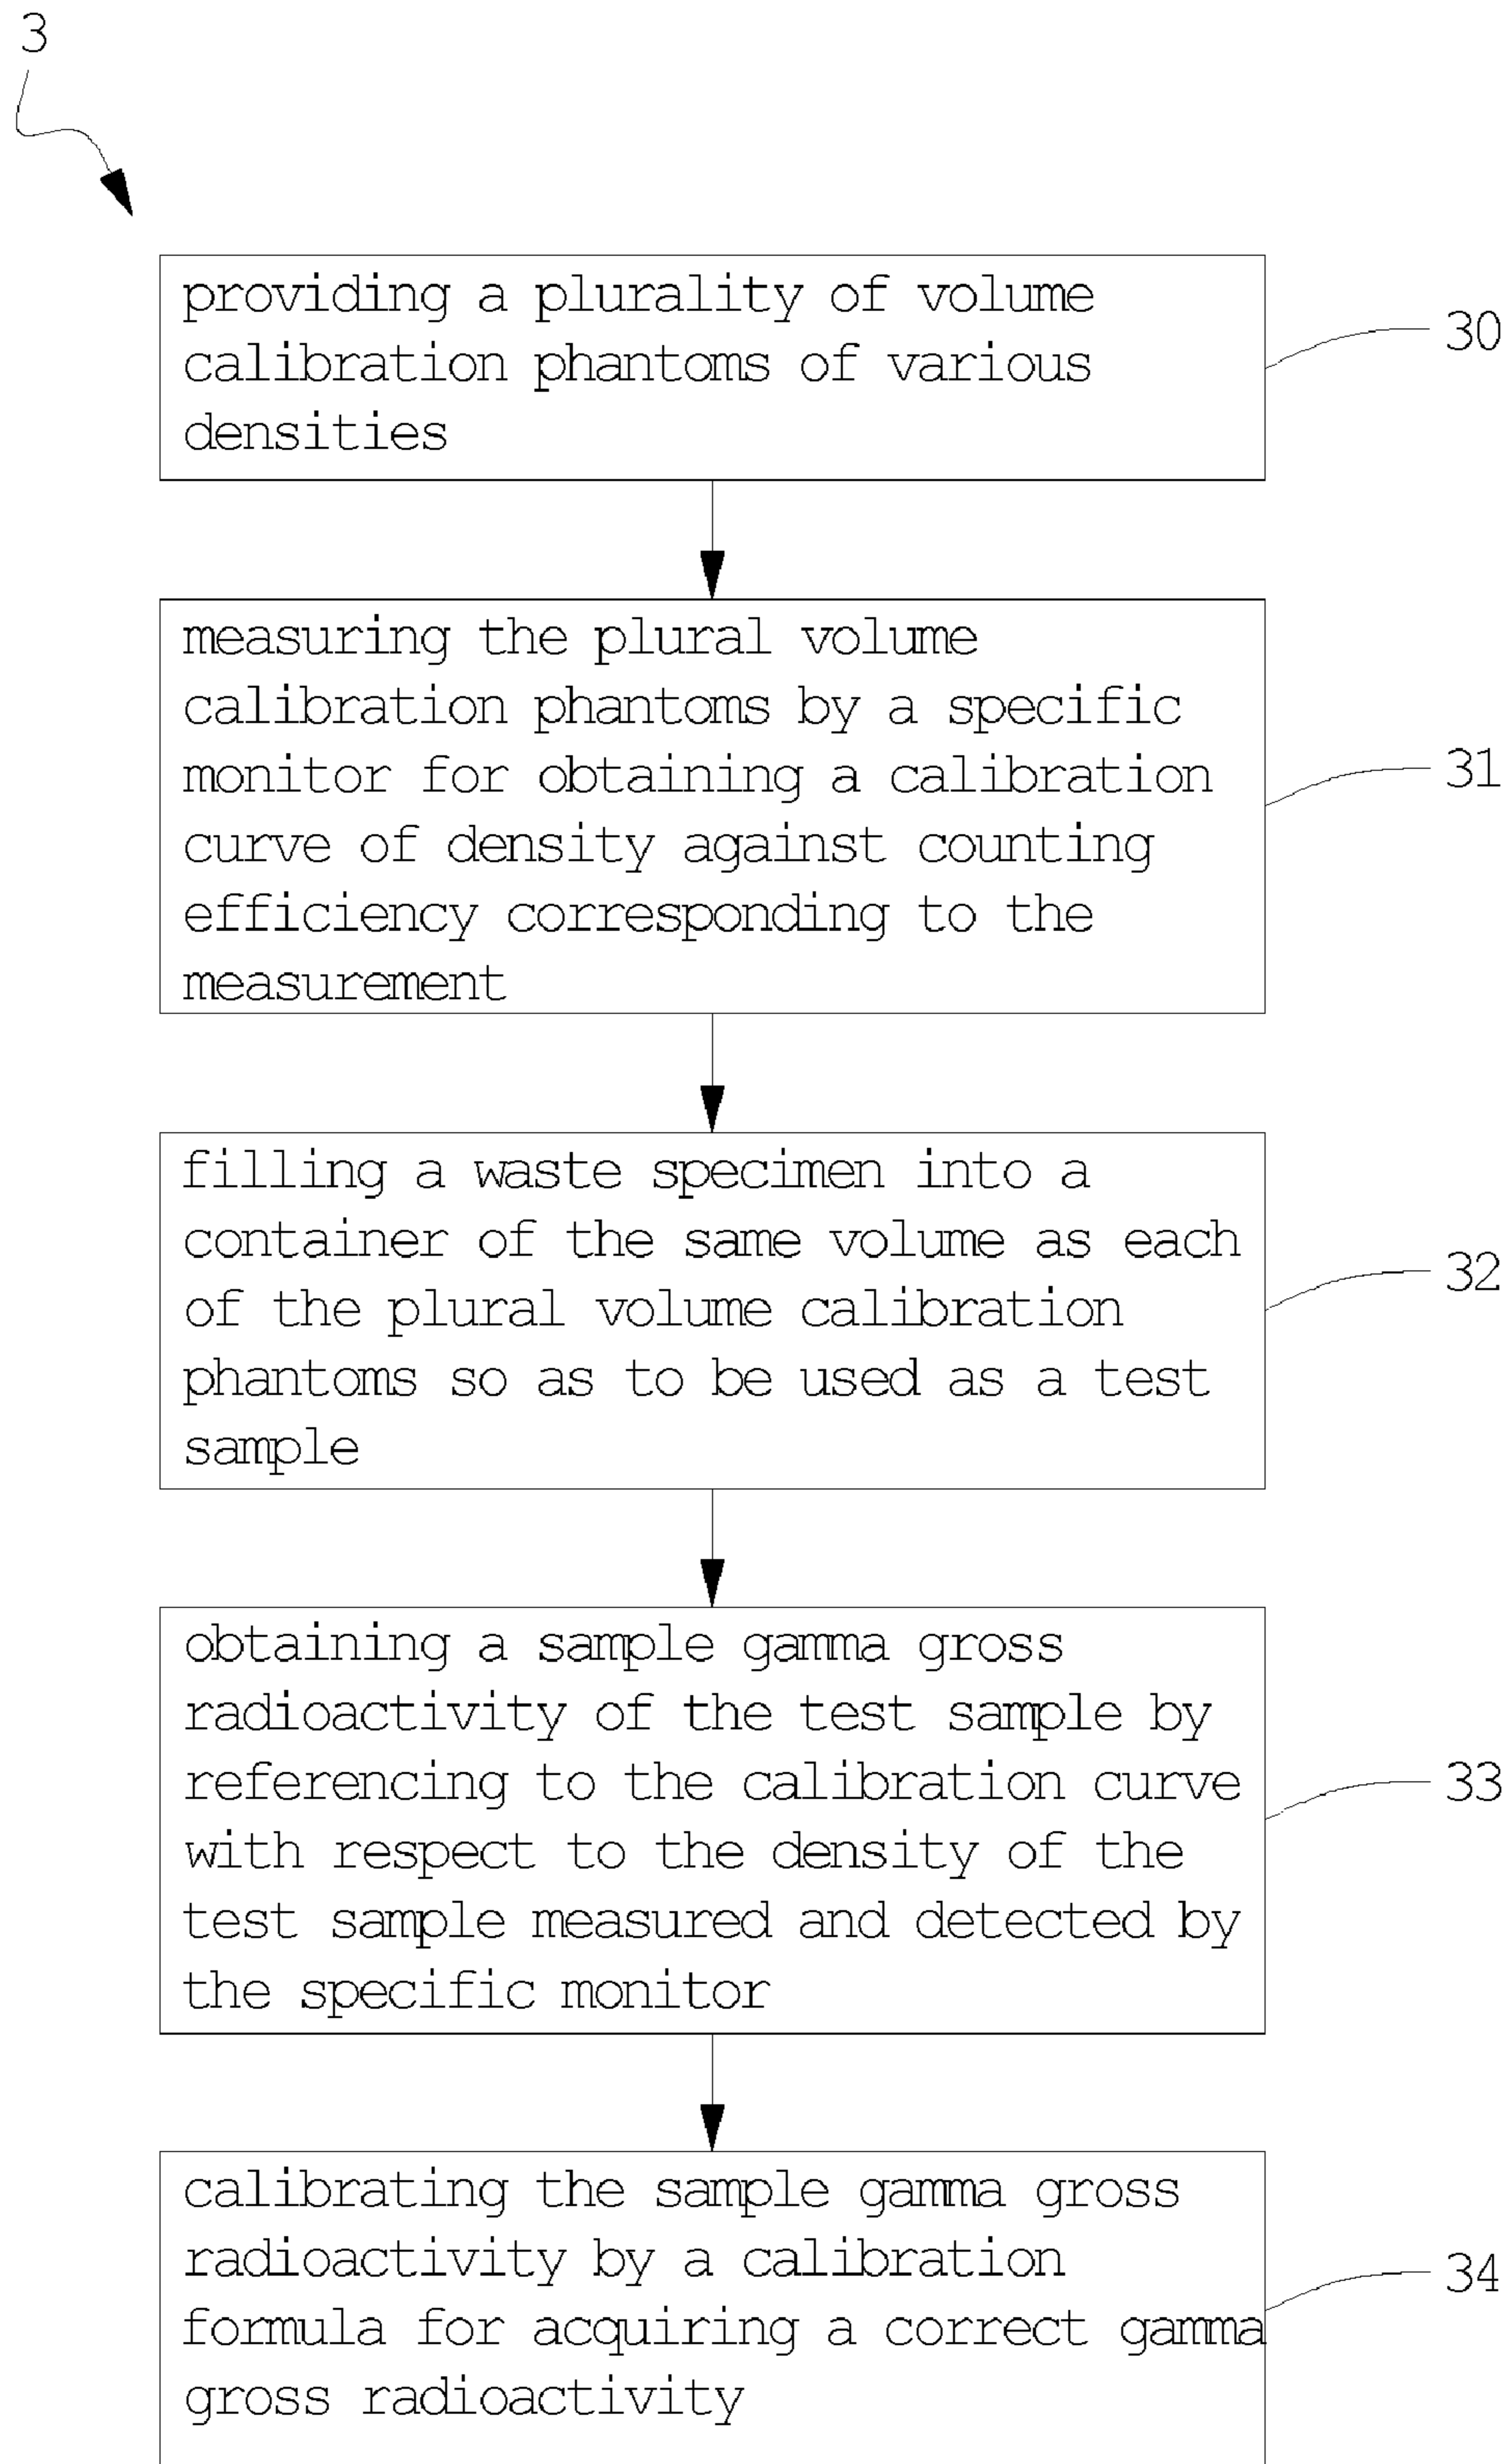 3
providing a plurality of volume
calibration phantoms of various
densities
30
measuring the plural volume
calibration phantoms by a specific
monitor for obtaining a calibration
curve of density against counting
efficiency corresponding to the
measurement
31
filling a waste specimen into a
container of the same volume as each
of the plural volume calibration
phantoms so as to be used as a test
sample
32
obtaining a sample gamma gross
radioactivity of the test sample by
referencing to the calibration curve
with respect to the density of the
test sample measured and detected by
the specific monitor
33
calibrating the sample gamma gross
radioactivity by a calibration
formula for acquiring a correct gamma
gross radioactivity
34